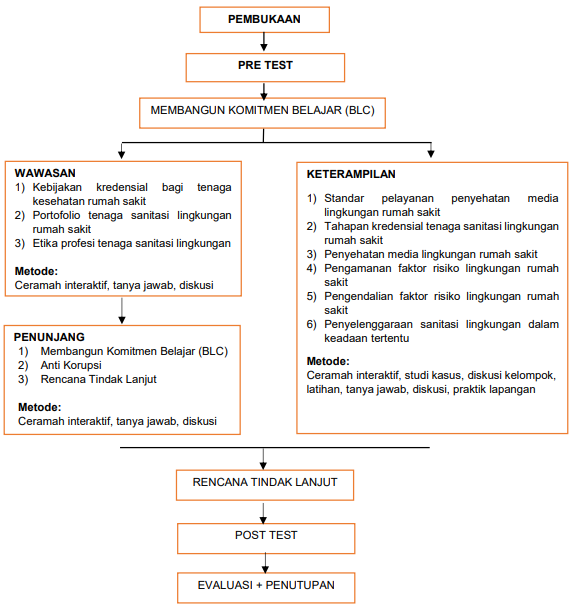 PEMBUKAAN
PRE TEST
MEMBANGUN KOMITMEN BELAJAR (BLC)
WAWASAN
1) Kebijakan kredensial bagi tenaga
kesehatan rumah sakit
2) Portofolio tenaga sanitasi lingkungan
rumah sakit
3) Etika profesi tenaga sanitasi lingkungan
Metode:
Ceramah interaktif, tanya jawab, diskusi
PENUNJANG
1) Membangun Komitmen Belajar (BLC)
2) Anti Korupsi
3) Rencana Tindak Lanjut
Metode:
Ceramah interaktif, tanya jawab, diskusi
KETERAMPILAN
1) Standar pelayanan penyehatan media
lingkungan rumah sakit
2) Tahapan kredensial tenaga sanitasi lingkungan
rumah sakit
3) Penyehatan media lingkungan rumah sakit
4) Pengamanan faktor risiko lingkungan rumah
sakit
5) Pengendalian faktor risiko lingkungan rumah
sakit
6) Penyelenggaraan sanitasi lingkungan dalam
keadaan tertentu
Metode:
Ceramah interaktif, studi kasus, diskusi kelompok,
latihan, tanya jawab, diskusi, praktik lapangan
RENCANA TINDAK LANJUT
POST TEST
EVALUASI + PENUTUPAN